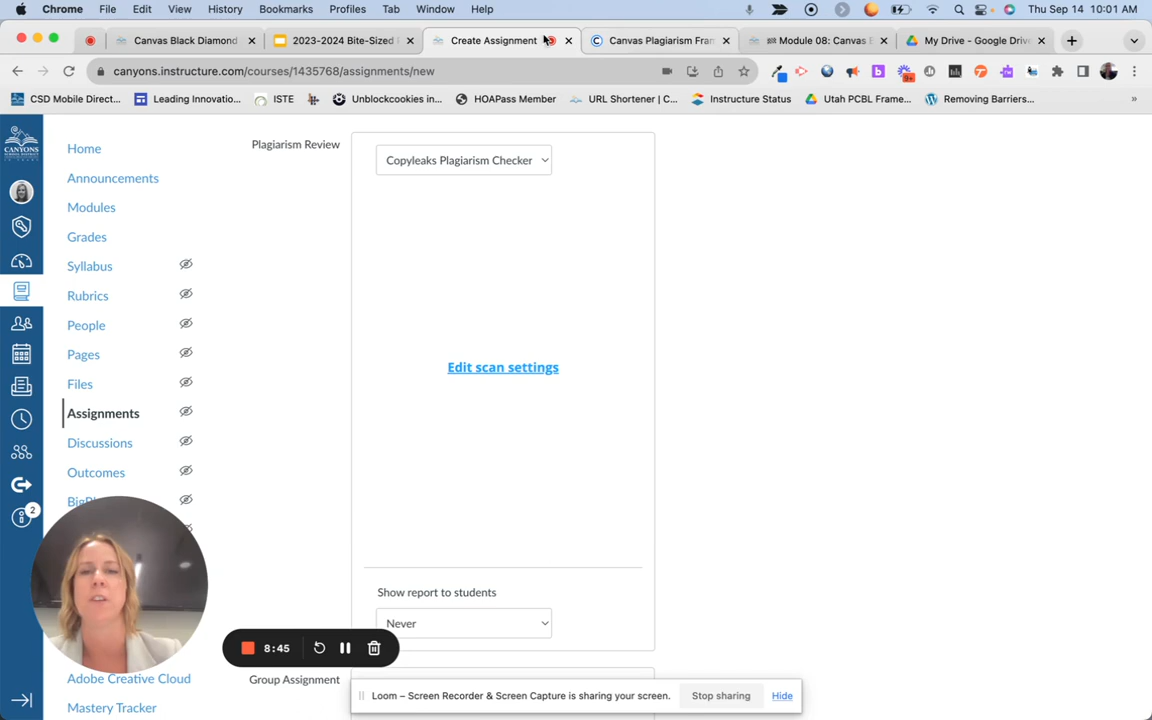 Chrome File Edit View History Bookmarks Profiles Tab Window Help Thu Sep 14 10:01 AM
Canvas Black Diamond 2023-2024 Bite-Sized Create Assignment Canvas Plagiarism Fram Module 08: Canvas My Drive - Google Drive
canyons.instructure.com/courses/1435768/assignments/new
CSD Mobile Direct... Leading Innovatio... ISTE Unblockcookies in... HOAPass Member URL Shortener | C... Instructure Status Utah PCBL Frame... Removing Barriers... »
Home
Announcements
Modules
Grades
Syllabus
Rubrics
People
Pages
Files
Assignments
Discussions
Outcomes
2
Adobe Creative Cloud
Mastery Tracker
Plagiarism Review
Copyleaks Plagiarism Checker
Edit scan settings
Show report to students
Never
8:45
Group Assignment
Loom – Screen Recorder & Screen Capture is sharing your screen. Stop sharing Hide